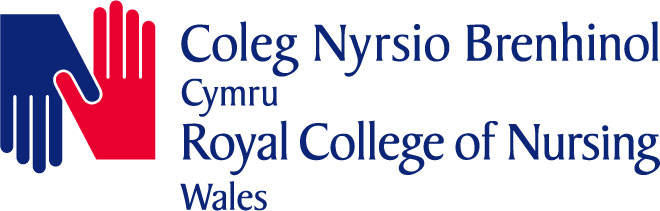 Coleg Nyrsio Brenhinol
Cymru
Royal College of Nursing
Wales